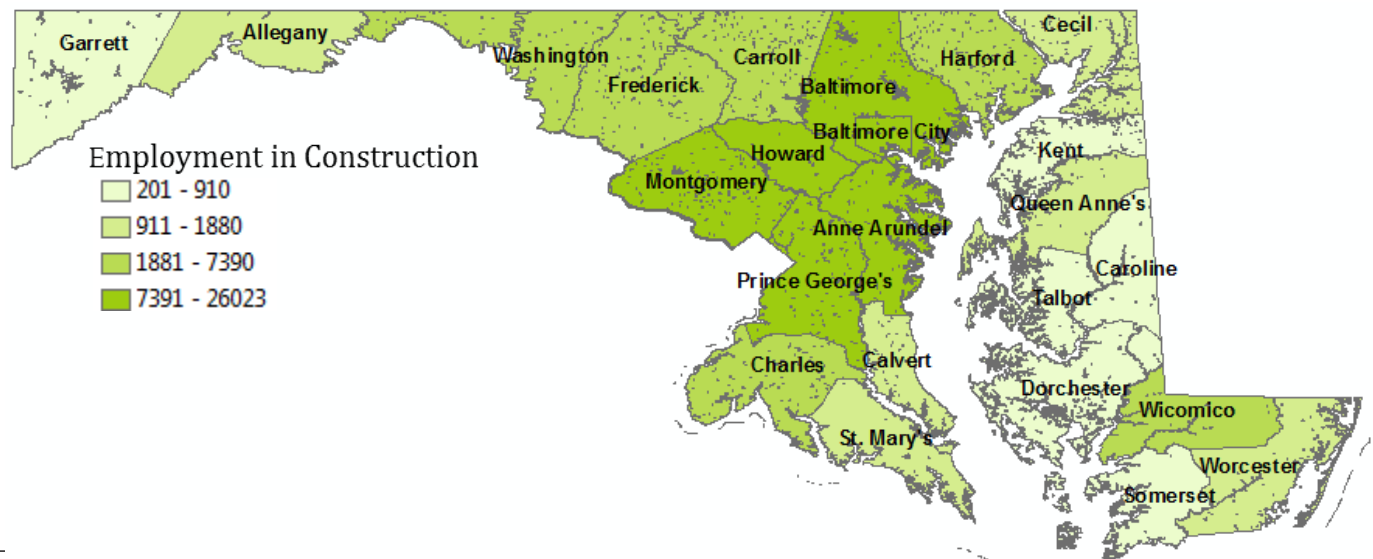 Garrett
Allegany
Washington
Frederick
Carroll
Baltimore
Harford
Cecil
Baltimore City
Howard
Montgomery
Anne Arundel
Prince George's
Kent
Queen Anne's
Caroline
Talbot
Charles
Calvert
Dorchester
St. Mary's
Wicomico
Worcester
Somerset
Employment in Construction
201 - 910
911 - 1880
1881 - 7390
7391 - 26023